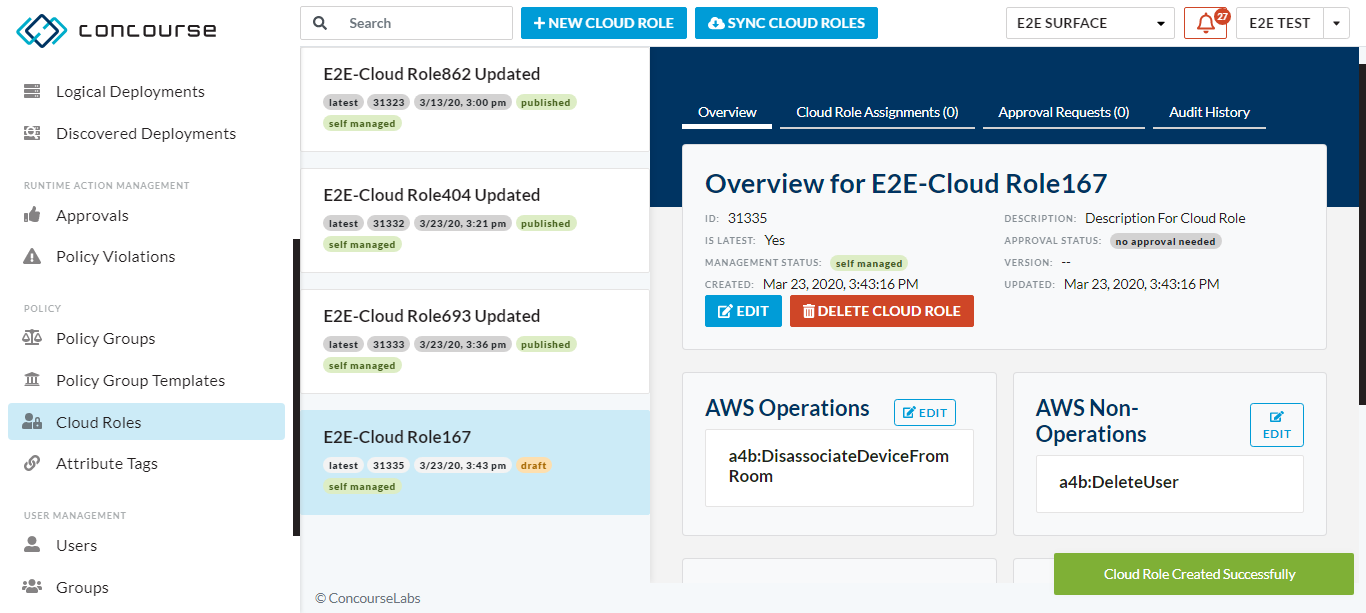 concourse
Search
NEW CLOUD ROLE
SYNC CLOUD ROLES
E2E SURFACE
27
E2E TEST
Logical Deployments
Discovered Deployments
RUNTIME ACTION MANAGEMENT
Approvals
Policy Violations
POLICY
Policy Groups
Policy Group Templates
Cloud Roles
Attribute Tags
USER MANAGEMENT
Users
Groups
E2E-Cloud Role862 Updated
latest 31323 3/13/20, 3:00 pm published
self managed
E2E-Cloud Role404 Updated
latest 31332 3/23/20, 3:21 pm published
self managed
E2E-Cloud Role693 Updated
latest 31333 3/23/20, 3:36 pm published
self managed
E2E-Cloud Role167
latest 31335 3/23/20, 3:43 pm draft
self managed
© ConcourseLabs
Overview Cloud Role Assignments (0) Approval Requests (0) Audit History
Overview for E2E-Cloud Role167
ID: 31335
IS LATEST: Yes
MANAGEMENT STATUS: self managed
CREATED: Mar 23, 2020, 3:43:16 PM
DESCRIPTION: Description For Cloud Role
APPROVAL STATUS: no approval needed
VERSION: --
UPDATED: Mar 23, 2020, 3:43:16 PM
EDIT
DELETE CLOUD ROLE
AWS Operations
EDIT
a4b:DisassociateDeviceFrom
Room
AWS Non-
Operations
EDIT
a4b:DeleteUser
Cloud Role Created Successfully